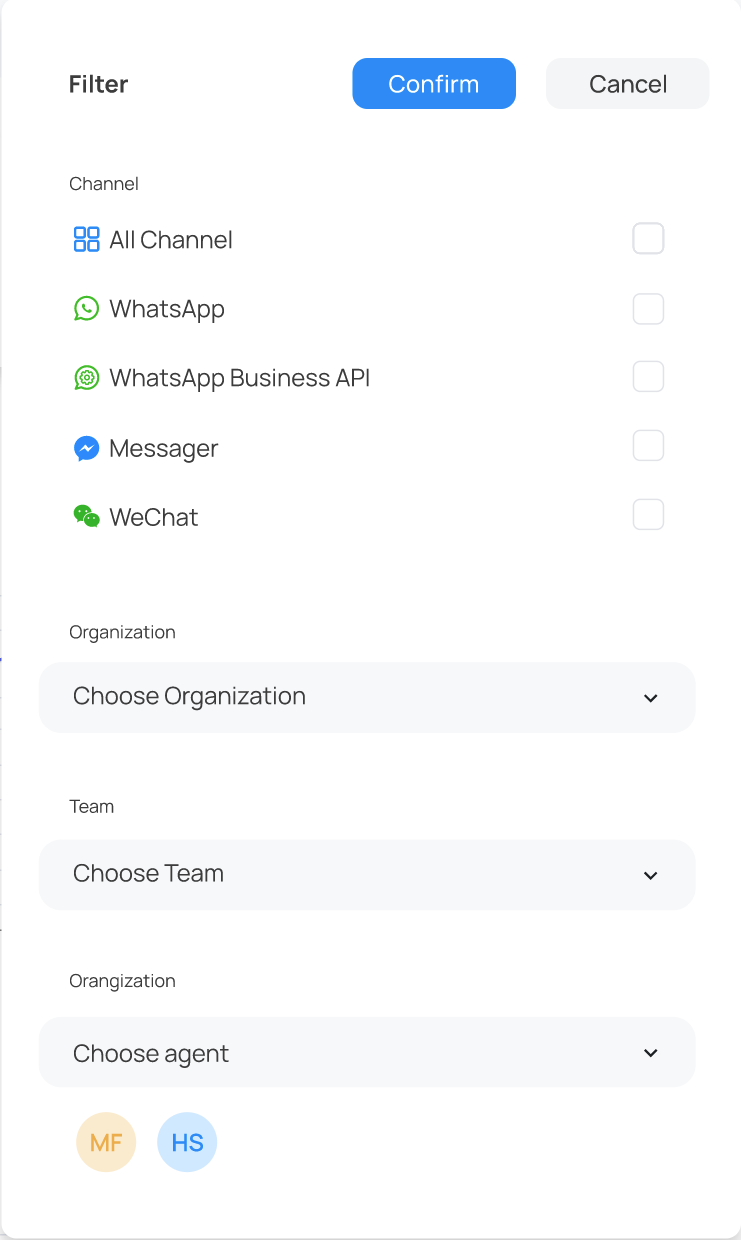 Filter
Confirm
Cancel
Channel
All Channel
WhatsApp
WhatsApp Business API
Messager
WeChat
Organization
Choose Organization
Team
Choose Team
Orangization
Choose agent
MF HS